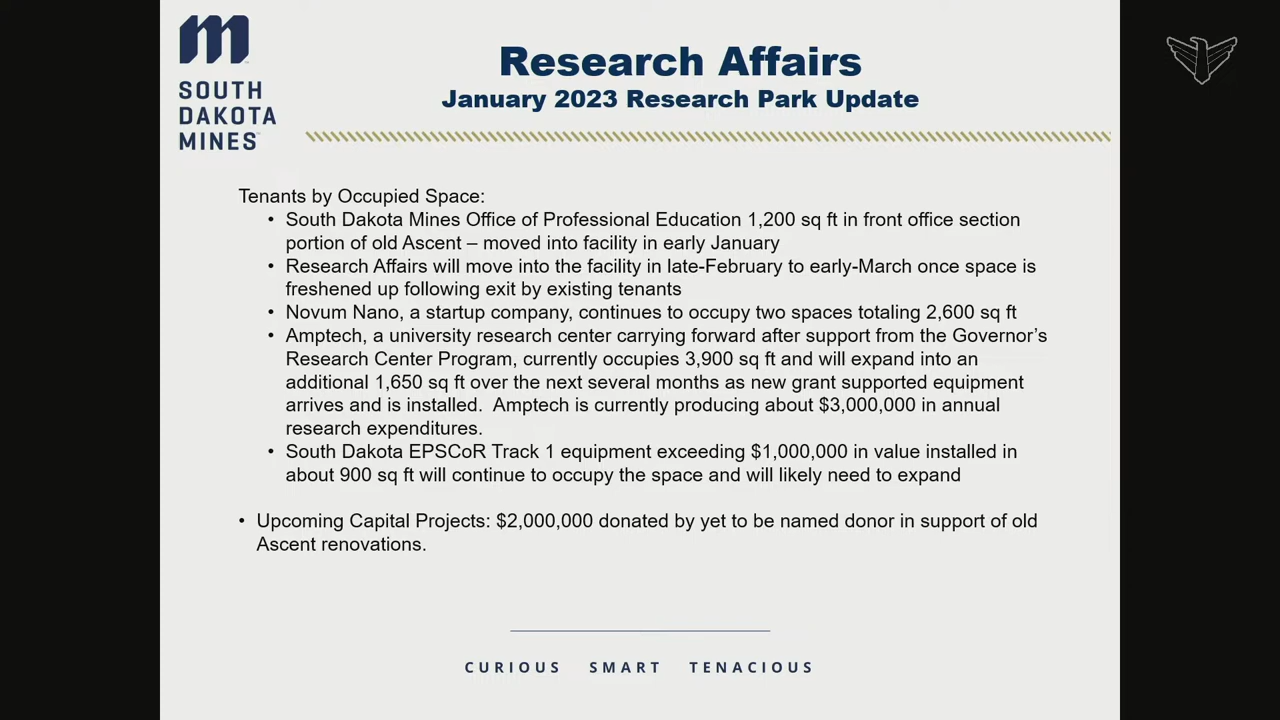 SOUTH
DAKOTA
MINES
Research Affairs
January 2023 Research Park Update
Tenants by Occupied Space:
• South Dakota Mines Office of Professional Education 1,200 sq ft in front office section
portion of old Ascent – moved into facility in early January
• Research Affairs will move into the facility in late-February to early-March once space is
freshened up following exit by existing tenants
• Novum Nano, a startup company, continues to occupy two spaces totaling 2,600 sq ft
• Amptech, a university research center carrying forward after support from the Governor’s
Research Center Program, currently occupies 3,900 sq ft and will expand into an
additional 1,650 sq ft over the next several months as new grant supported equipment
arrives and is installed.  Amptech is currently producing about $3,000,000 in annual
research expenditures.
• South Dakota EPSCoR Track 1 equipment exceeding $1,000,000 in value installed in
about 900 sq ft will continue to occupy the space and will likely need to expand
• Upcoming Capital Projects: $2,000,000 donated by yet to be named donor in support of old
Ascent renovations.
CURIOUS SMART TENACIOUS